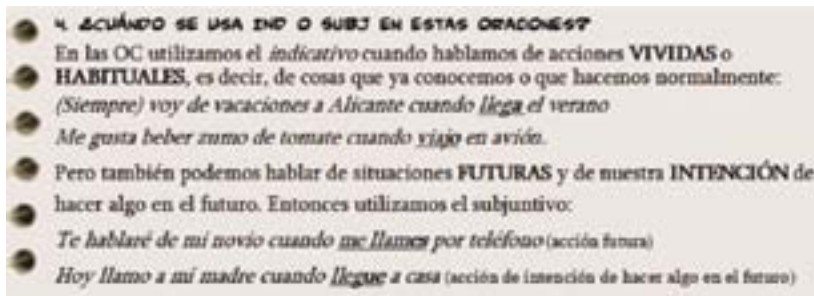 4. ¿CUÁNDO SE USA IND O SUBJ EN ESTAS ORACIONES?
En las OC utilizamos el indicativo cuando hablamos de acciones VIVIDAS o
HABITUALES, es decir, de cosas que ya conocemos o que hacemos normalmente:
(Siempre) voy de vacaciones a Alicante cuando llega el verano
Me gusta beber zumo de tomate cuando viajo en avión.
Pero también podemos hablar de situaciones FUTURAS y de nuestra INTENCIÓN de
hacer algo en el futuro. Entonces utilizamos el subjuntivo:
Te hablaré de mi novio cuando me llames por teléfono (acción futura)
Hoy llamo a mi madre cuando llegue a casa (acción de intención de hacer algo en el futuro)